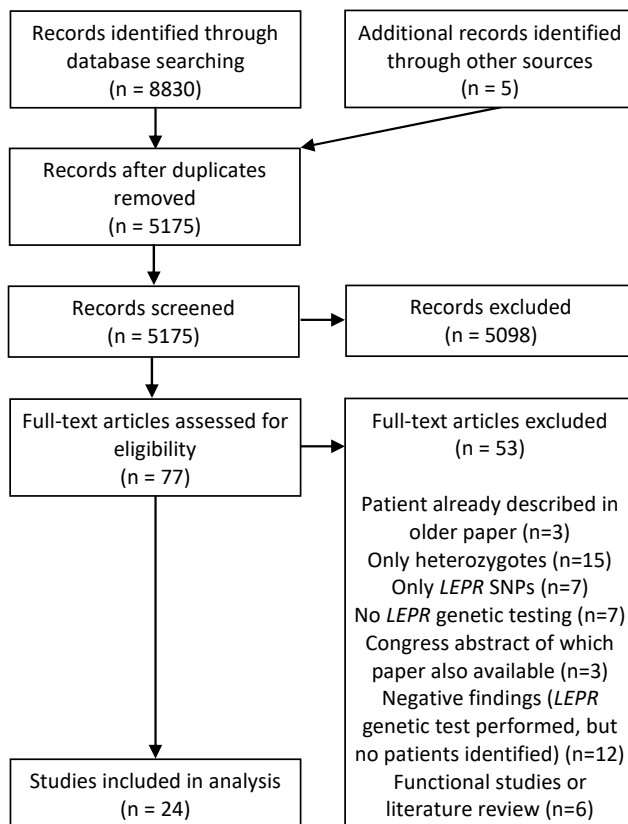 Records identified through
database searching
(n = 8830)
Additional records identified
through other sources
(n = 5)
Records after duplicates
removed
(n = 5175)
Records screened
(n = 5175)
Records excluded
(n = 5098)
Full-text articles assessed for
eligibility
(n = 77)
Full-text articles excluded
(n = 53)
Patient already described in
older paper (n=3)
Only heterozygotes (n=15)
Only LEPR SNPs (n=7)
No LEPR genetic testing (n=7)
Congress abstract of which
paper also available (n=3)
Negative findings (LEPR
genetic test performed, but
no patients identified) (n=12)
Functional studies or
literature review (n=6)
Studies included in analysis
(n = 24)